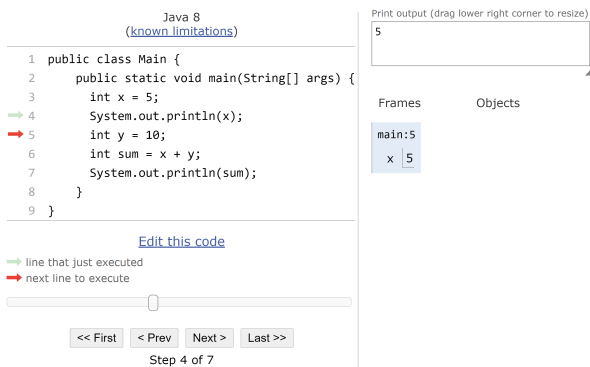 Java 8
(known limitations)
1 public class Main {
2 public static void main(String[] args) {
3 int x = 5;
4 System.out.println(x);
5 int y = 10;
6 int sum = x + y;
7 System.out.println(sum);
8 }
9 }
Edit this code
line that just executed
next line to execute
<< First < Prev Next > Last >>
Step 4 of 7
Print output (drag lower right corner to resize)
5
Frames Objects
main:5
x 5